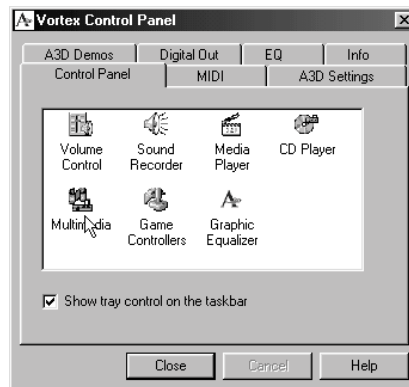 Vortex Control Panel
A3D Demos Digital Out EQ Info
Control Panel MIDI A3D Settings
Volume Control
Sound Recorder
Media Player
CD Player
Multimedia
Game Controllers
Graphic Equalizer
Show tray control on the taskbar
Close Cancel Help